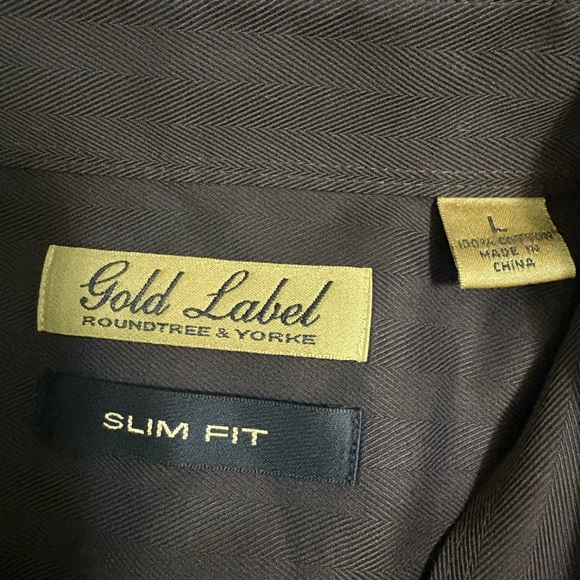 Gold Label
ROUNDTREE & YORKE
SLIM FIT
L
100% COTTON
MADE IN
CHINA